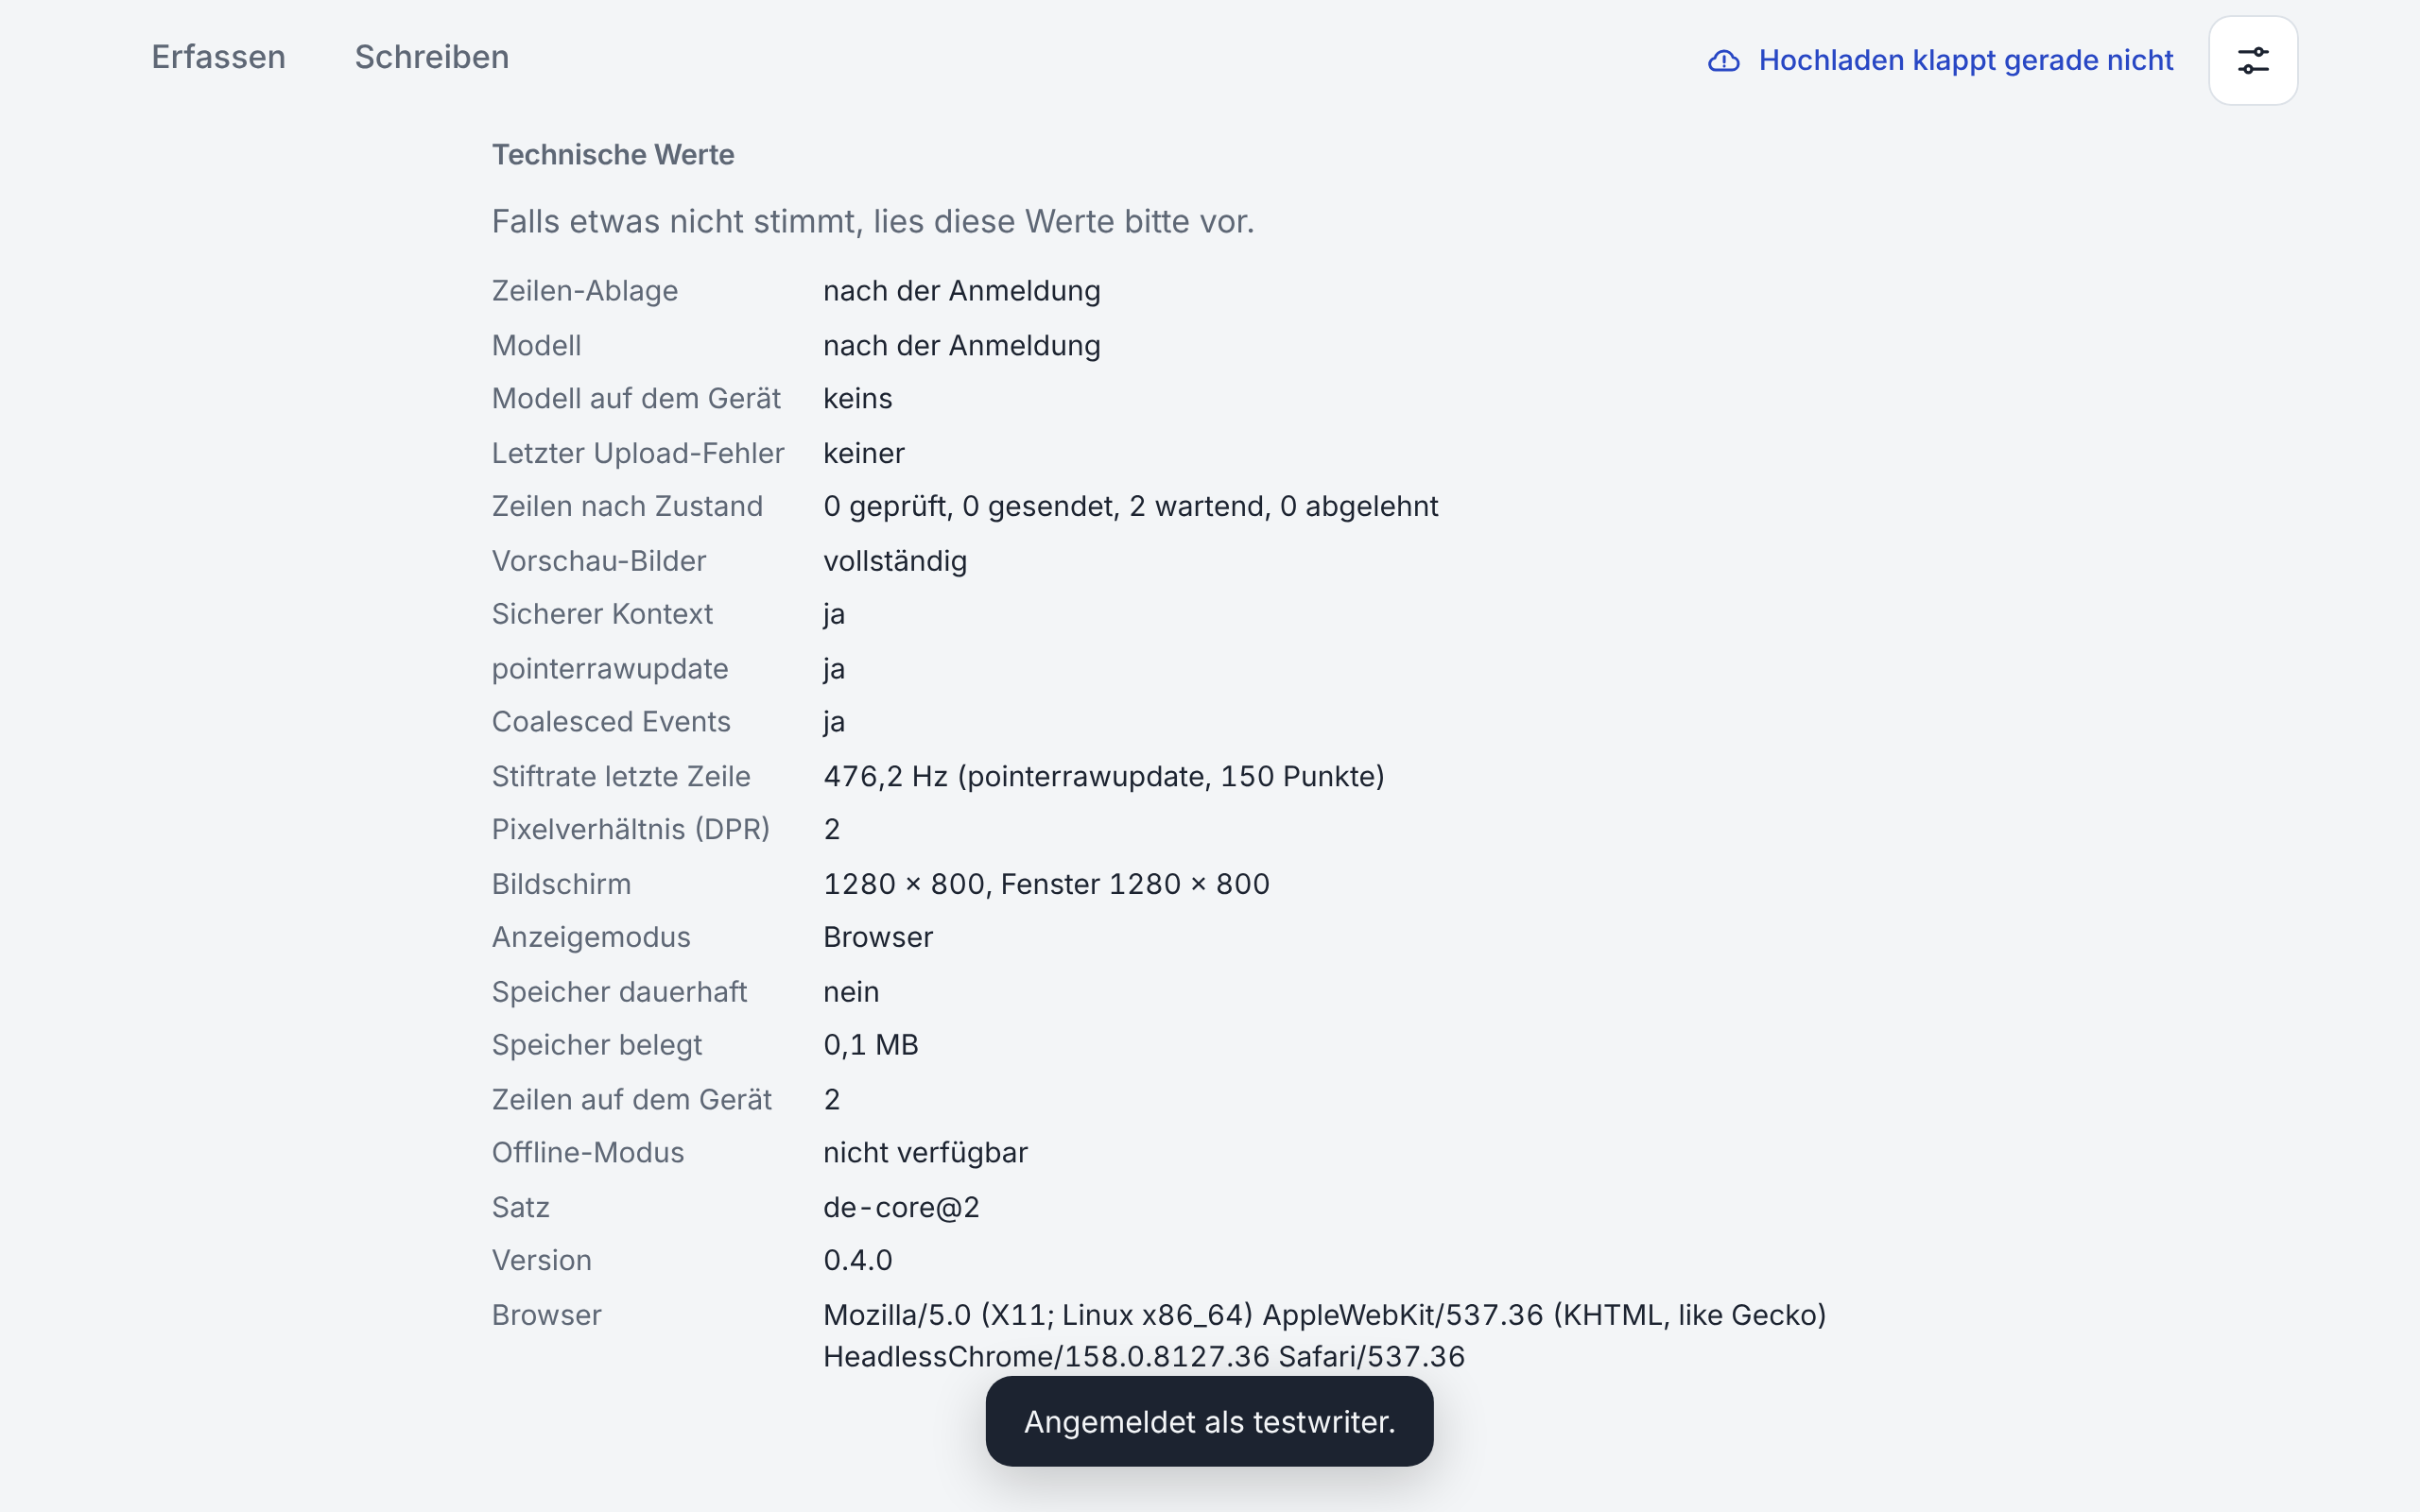 Erfassen Schreiben Hochladen klappt gerade nicht
Technische Werte
Falls etwas nicht stimmt, lies diese Werte bitte vor.
Zeilen-Ablage nach der Anmeldung
Modell nach der Anmeldung
Modell auf dem Gerät keins
Letzter Upload-Fehler keiner
Zeilen nach Zustand 0 geprüft, 0 gesendet, 2 wartend, 0 abgelehnt
Vorschau-Bilder vollständig
Sicherer Kontext ja
pointerrawupdate ja
Coalesced Events ja
Stiftrate letzte Zeile 476,2 Hz (pointerrawupdate, 150 Punkte)
Pixelverhältnis (DPR) 2
Bildschirm 1280 × 800, Fenster 1280 × 800
Anzeigemodus Browser
Speicher dauerhaft nein
Speicher belegt 0,1 MB
Zeilen auf dem Gerät 2
Offline-Modus nicht verfügbar
Satz de-core@2
Version 0.4.0
Browser Mozilla/5.0 (X11; Linux x86_64) AppleWebKit/537.36 (KHTML, like Gecko)
HeadlessChrome/158.0.8127.36 Safari/537.36
Angemeldet als testwriter.